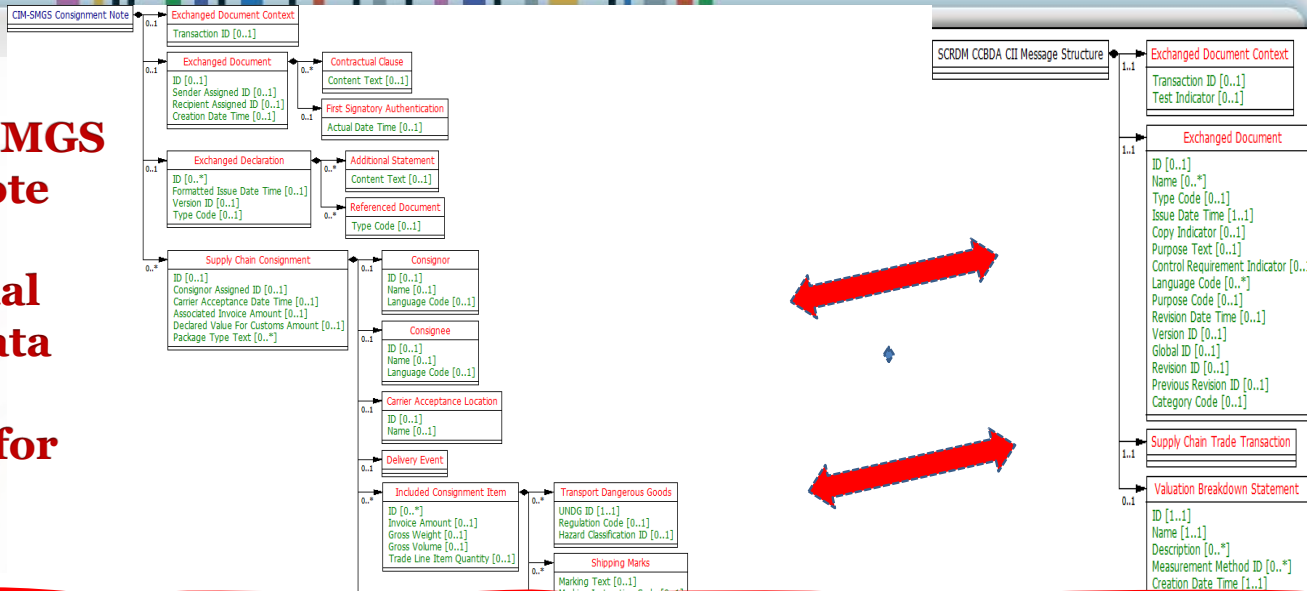 MGS
ote
al
ata
for
CIM-SMGS Consignment Note
0..1
Exchanged Document Context
Transaction ID [0..1]
0..1
Exchanged Document
ID [0..1]
Sender Assigned ID [0..1]
Recipient Assigned ID [0..1]
Creation Date Time [0..1]
0..*
Contractual Clause
Content Text [0..1]
0..1
First Signatory Authentication
Actual Date Time [0..1]
0..1
Exchanged Declaration
ID [0..*]
Formatted Issue Date Time [0..1]
Version ID [0..1]
Type Code [0..1]
0..*
Additional Statement
Content Text [0..1]
0..*
Referenced Document
Type Code [0..1]
0..*
Supply Chain Consignment
ID [0..1]
Consignor Assigned ID [0..1]
Carrier Acceptance Date Time [0..1]
Associated Invoice Amount [0..1]
Declared Value For Customs Amount [0..1]
Package Type Text [0..*]
0..1
Consignor
ID [0..1]
Name [0..1]
Language Code [0..1]
0..1
Consignee
ID [0..1]
Name [0..1]
Language Code [0..1]
0..1
Carrier Acceptance Location
ID [0..1]
Name [0..1]
0..1
Delivery Event
0..*
Included Consignment Item
ID [0..*]
Invoice Amount [0..1]
Gross Weight [0..1]
Gross Volume [0..1]
Trade Line Item Quantity [0..1]
0..*
Transport Dangerous Goods
UNDG ID [1..1]
Regulation Code [0..1]
Hazard Classification ID [0..1]
0..*
Shipping Marks
Marking Text [0..1]
SCRDM CCBDA CII Message Structure
1..1
Exchanged Document Context
Transaction ID [0..1]
Test Indicator [0..1]
1..1
Exchanged Document
ID [0..1]
Name [0..*]
Type Code [0..1]
Issue Date Time [1..1]
Copy Indicator [0..1]
Purpose Text [0..1]
Control Requirement Indicator [0..1
Language Code [0..*]
Purpose Code [0..1]
Revision Date Time [0..1]
Version ID [0..1]
Global ID [0..1]
Revision ID [0..1]
Previous Revision ID [0..1]
Category Code [0..1]
1..1
Supply Chain Trade Transaction
0..1
Valuation Breakdown Statement
ID [1..1]
Name [1..1]
Description [0..*]
Measurement Method ID [0..*]
Creation Date Time [1..1]